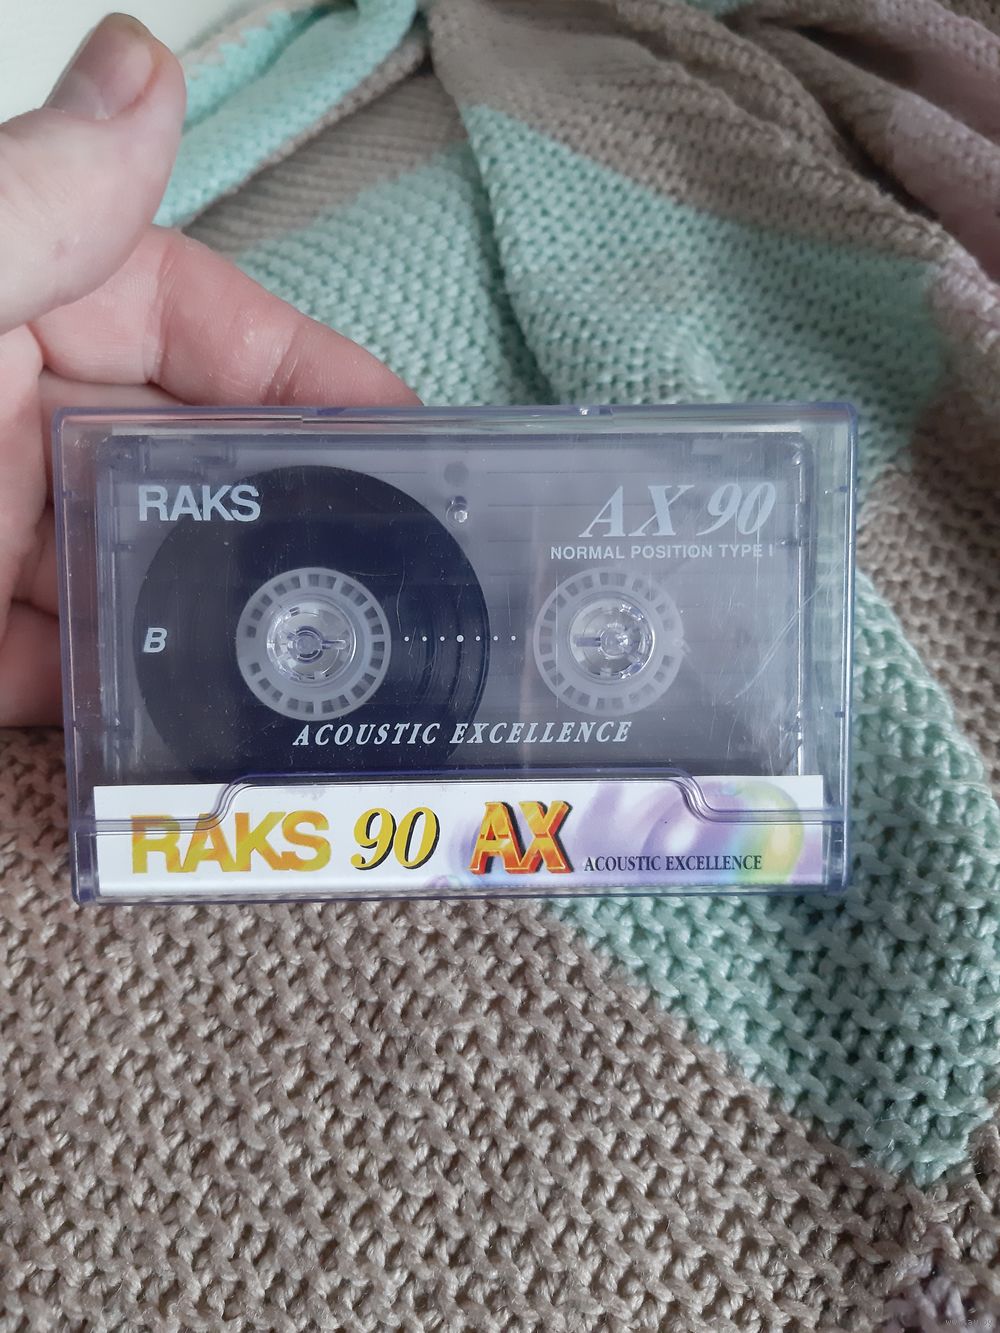 RAKS
AX 90
NORMAL POSITION TYPE I
B
ACOUSTIC EXCELLENCE
RAKS 90 AX ACOUSTIC EXCELLENCE